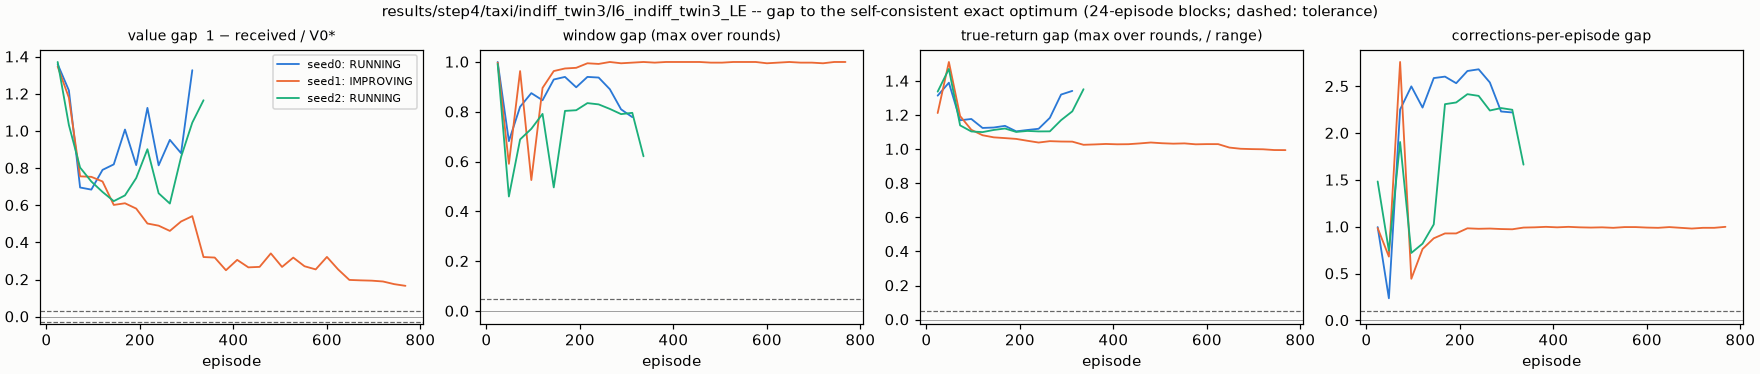 results/step4/taxi/indiff_twin3/l6_indiff_twin3_LE -- gap to the self-consistent exact optimum (24-episode blocks; dashed: tolerance)
value gap 1 − received / V0*
1.4
1.2
1.0
0.8
0.6
0.4
0.2
0.0
seed0: RUNNING
seed1: IMPROVING
seed2: RUNNING
0 200 400 600 800
episode
window gap (max over rounds)
1.0
0.8
0.6
0.4
0.2
0.0
0 200 400 600 800
episode
true-return gap (max over rounds, / range)
1.4
1.2
1.0
0.8
0.6
0.4
0.2
0.0
0 200 400 600 800
episode
corrections-per-episode gap
2.5
2.0
1.5
1.0
0.5
0.0
0 200 400 600 800
episode